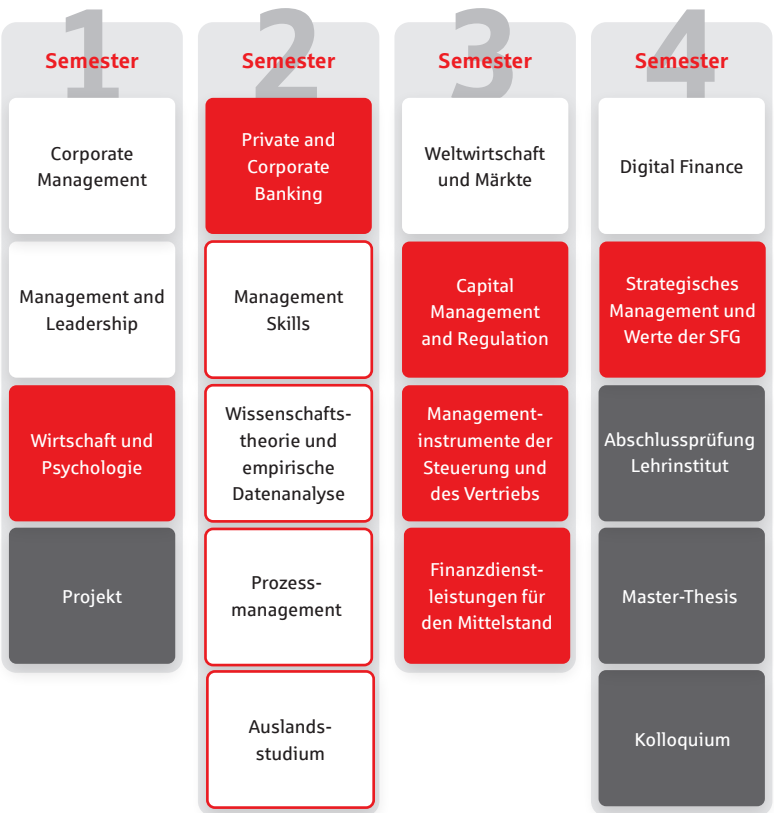 1
Semester
Corporate
Management
Management and
Leadership
Wirtschaft und
Psychologie
Projekt
2
Semester
Private and
Corporate
Banking
Management
Skills
Wissenschafts-
theorie und
empirische
Datenanalyse
Prozess-
management
Auslands-
studium
3
Semester
Weltwirtschaft
und Märkte
Capital
Management
and Regulation
Management-
instrumente der
Steuerung und
des Vertriebs
Finanzdienst-
leistungen für
den Mittelstand
4
Semester
Digital Finance
Strategisches
Management und
Werte der SFG
Abschlussprüfung
Lehrinstitut
Master-Thesis
Kolloquium